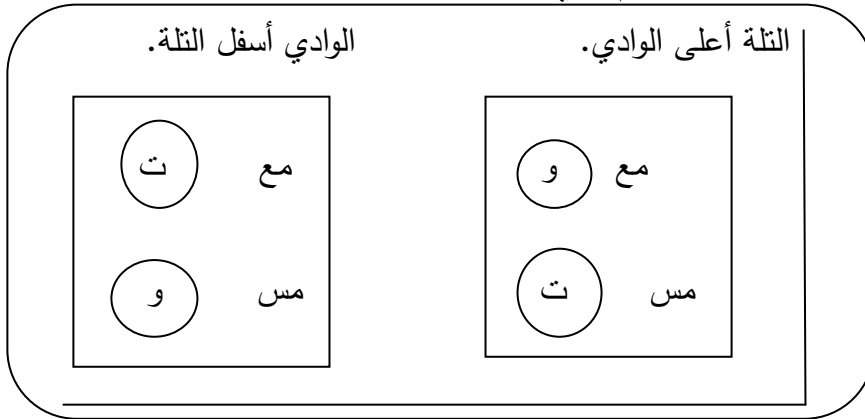 التلة أعلى الوادي.
الوادي أسفل التلة.
مع و
مس ت
مع ت
مس و